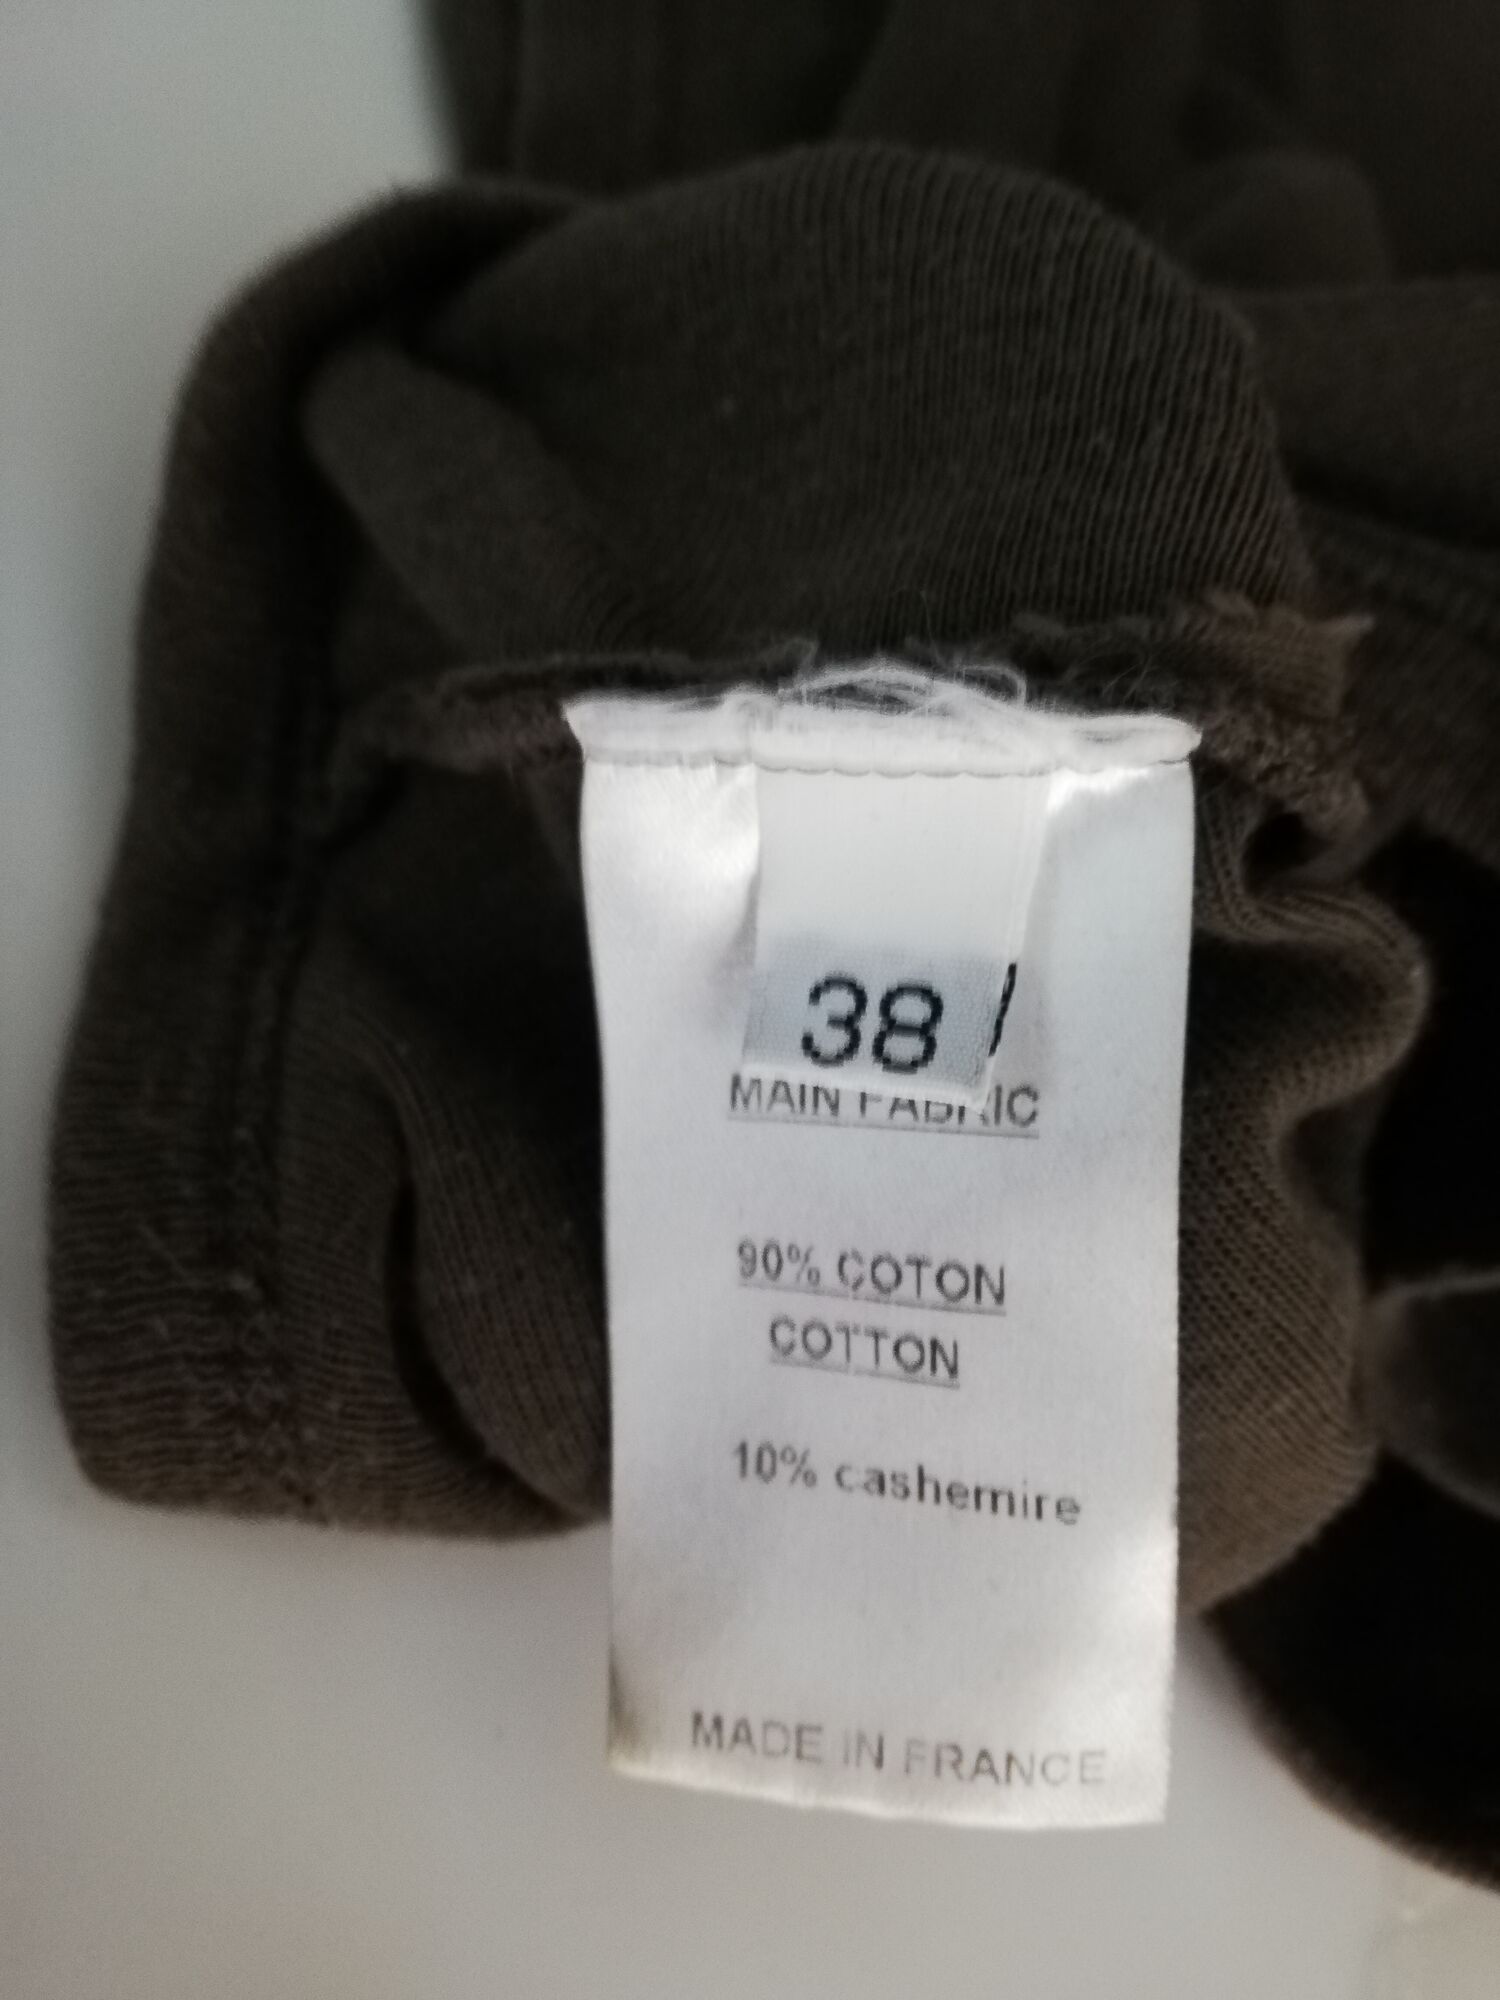 38
MAIN FABRIC
90% COTON
COTTON
10% cashemire
MADE IN FRANCE